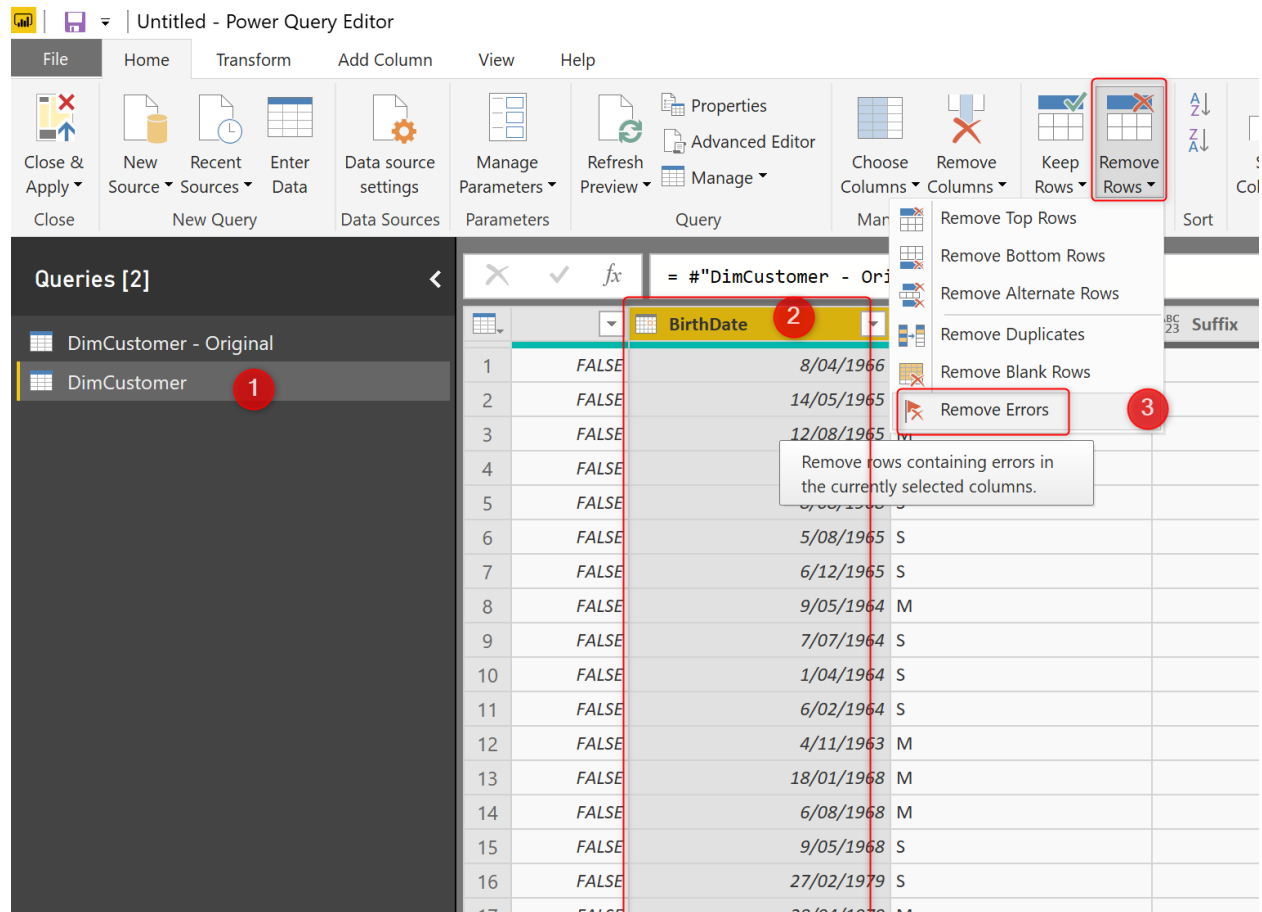 Untitled - Power Query Editor
File Home Transform Add Column View Help
Close & Apply
New Source
Recent Sources
Enter Data
Data source settings
Manage Parameters
Refresh Preview
Properties
Advanced Editor
Manage
Choose Columns
Remove Columns
Keep Rows
Remove Rows
Close New Query Data Sources Parameters Query Sort
Remove Top Rows
Remove Bottom Rows
Remove Alternate Rows
Remove Duplicates
Remove Blank Rows
Remove Errors 3
Remove rows containing errors in
the currently selected columns.
Queries [2]
DimCustomer - Original
DimCustomer 1
fx = #"DimCustomer - Ori
BirthDate 2 Suffix
1 FALSE 8/04/1966
2 FALSE 14/05/1965
3 FALSE 12/08/1965 M
4 FALSE
5 FALSE
6 FALSE 5/08/1965 S
7 FALSE 6/12/1965 S
8 FALSE 9/05/1964 M
9 FALSE 7/07/1964 S
10 FALSE 1/04/1964 S
11 FALSE 6/02/1964 S
12 FALSE 4/11/1963 M
13 FALSE 18/01/1968 M
14 FALSE 6/08/1968 M
15 FALSE 9/05/1968 S
16 FALSE 27/02/1979 S